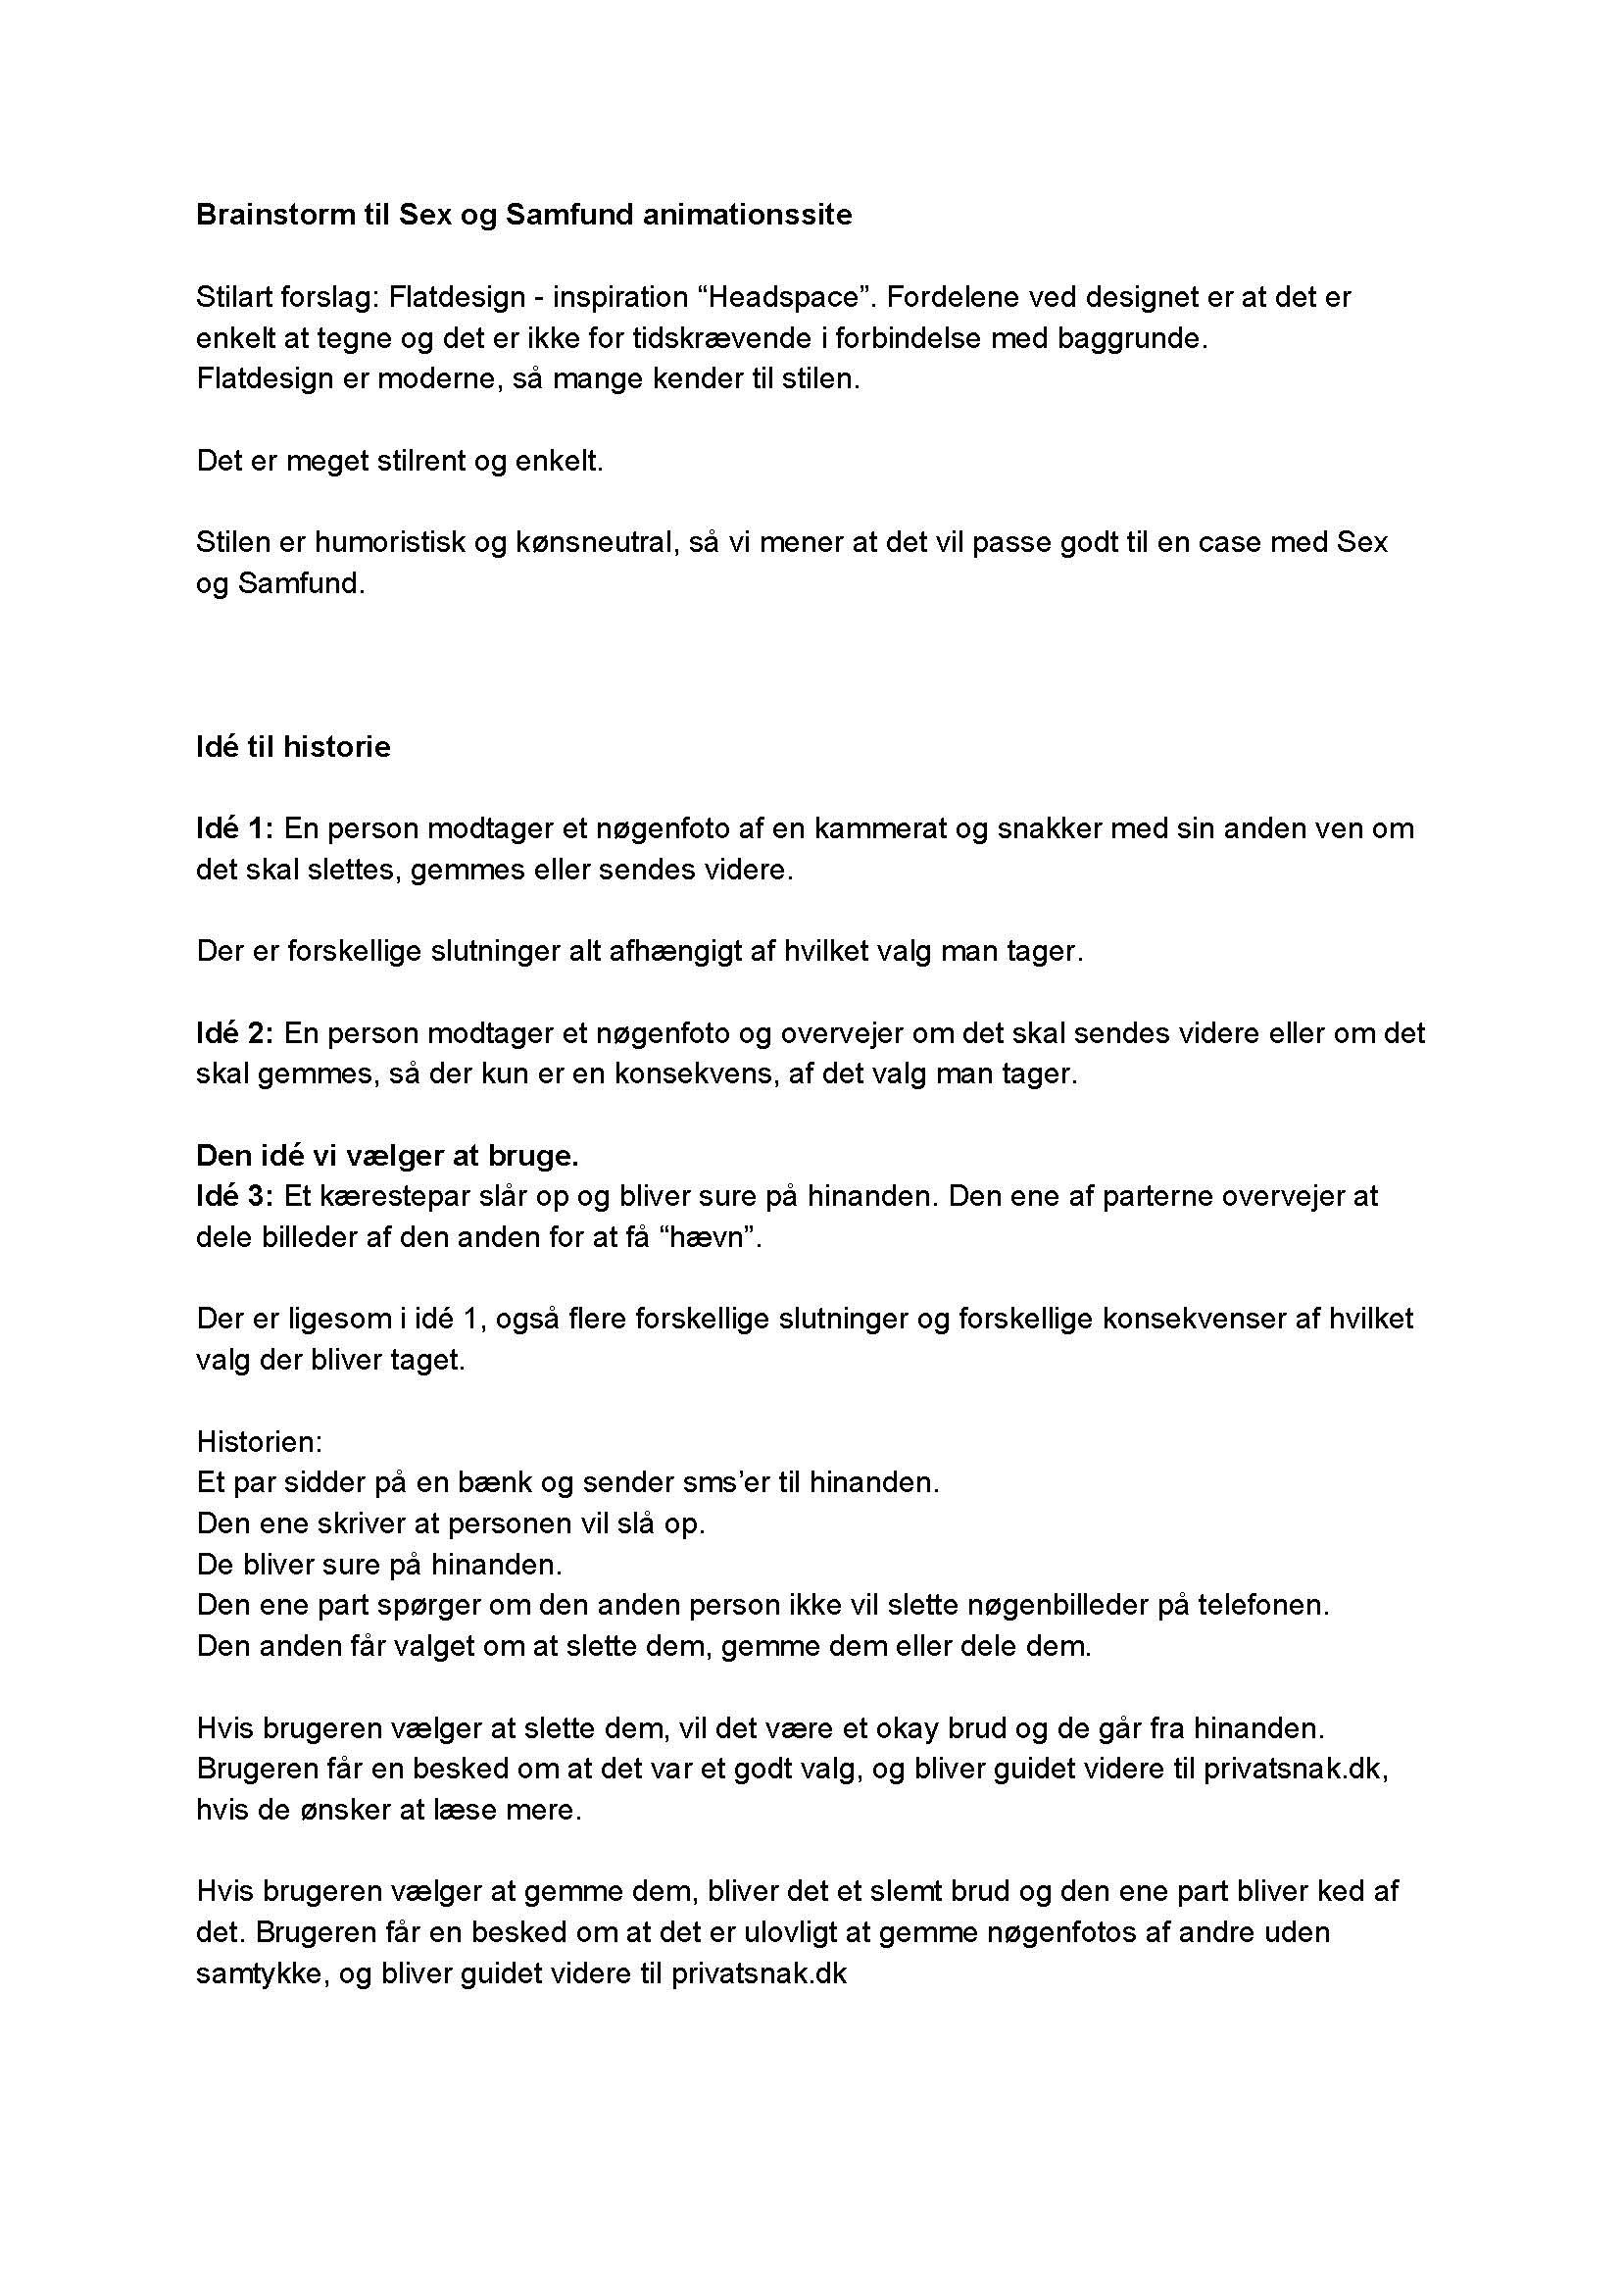 Brainstorm til Sex og Samfund animationssite
Stilart forslag: Flatdesign - inspiration “Headspace”. Fordelene ved designet er at det er
enkelt at tegne og det er ikke for tidskrævende i forbindelse med baggrunde.
Flatdesign er moderne, så mange kender til stilen.
Det er meget stilrent og enkelt.
Stilen er humoristisk og kønsneutral, så vi mener at det vil passe godt til en case med Sex
og Samfund.
Idé til historie
Idé 1: En person modtager et nøgenfoto af en kammerat og snakker med sin anden ven om
det skal slettes, gemmes eller sendes videre.
Der er forskellige slutninger alt afhængigt af hvilket valg man tager.
Idé 2: En person modtager et nøgenfoto og overvejer om det skal sendes videre eller om det
skal gemmes, så der kun er en konsekvens, af det valg man tager.
Den idé vi vælger at bruge.
Idé 3: Et kærestepar slår op og bliver sure på hinanden. Den ene af parterne overvejer at
dele billeder af den anden for at få “hævn”.
Der er ligesom i idé 1, også flere forskellige slutninger og forskellige konsekvenser af hvilket
valg der bliver taget.
Historien:
Et par sidder på en bænk og sender sms’er til hinanden.
Den ene skriver at personen vil slå op.
De bliver sure på hinanden.
Den ene part spørger om den anden person ikke vil slette nøgenbilleder på telefonen.
Den anden får valget om at slette dem, gemme dem eller dele dem.
Hvis brugeren vælger at slette dem, vil det være et okay brud og de går fra hinanden.
Brugeren får en besked om at det var et godt valg, og bliver guidet videre til privatsnak.dk,
hvis de ønsker at læse mere.
Hvis brugeren vælger at gemme dem, bliver det et slemt brud og den ene part bliver ked af
det. Brugeren får en besked om at det er ulovligt at gemme nøgenfotos af andre uden
samtykke, og bliver guidet videre til privatsnak.dk